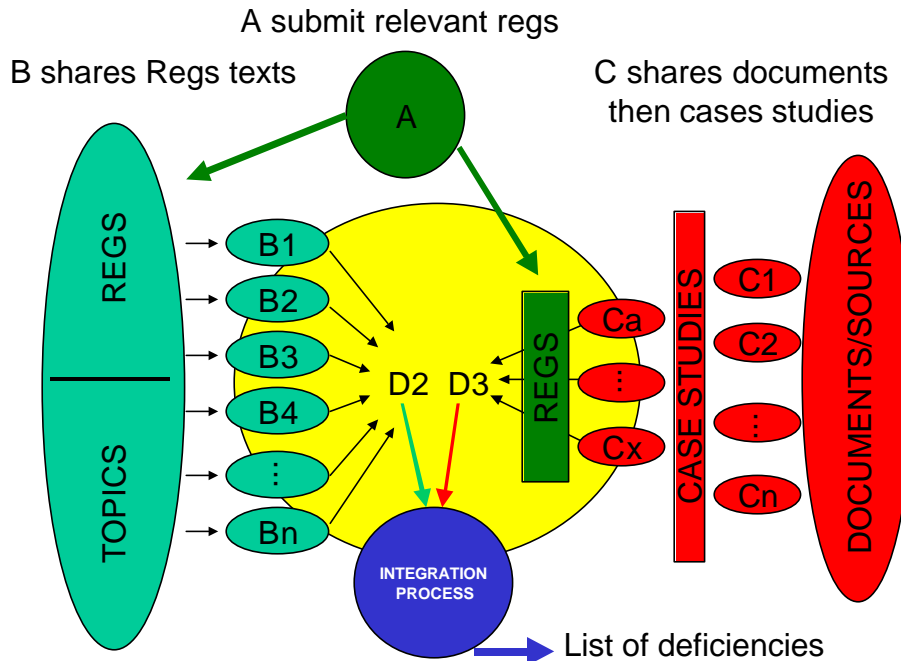 A submit relevant regs
B shares Regs texts
C shares documents
then cases studies
A
REGS
TOPICS
B1
B2
B3
B4
...
Bn
D2
D3
REGS
Ca
...
Cx
CASE STUDIES
C1
C2
...
Cn
DOCUMENTS/SOURCES
INTEGRATION
PROCESS
List of deficiencies